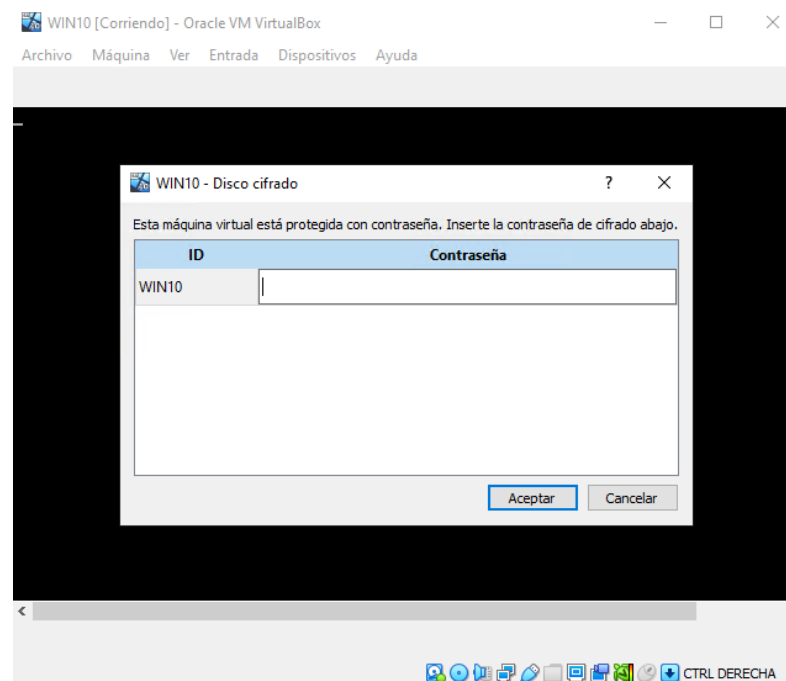 WIN10 [Corriendo] - Oracle VM VirtualBox
Archivo Máquina Ver Entrada Dispositivos Ayuda
WIN10 - Disco cifrado
Esta máquina virtual está protegida con contraseña. Inserte la contraseña de cifrado abajo.
ID Contraseña
WIN10
Aceptar Cancelar
CTRL DERECHA